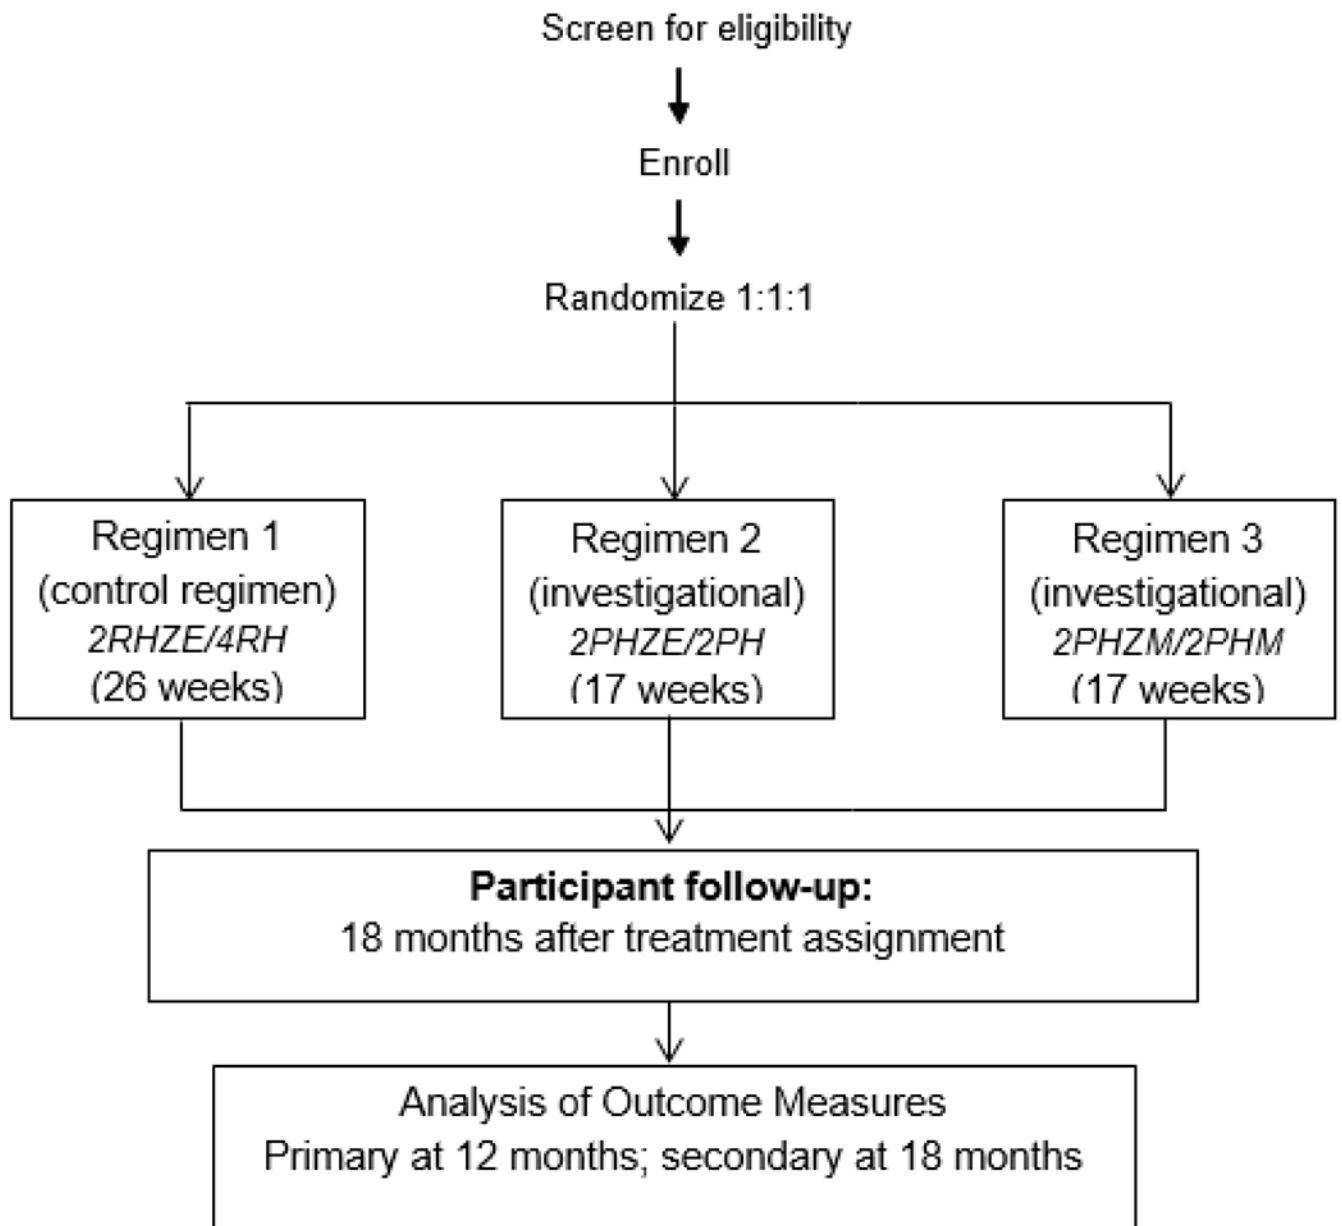 Screen for eligibility
Enroll
Randomize 1:1:1
Regimen 1
(control regimen)
2RHZE/4RH
(26 weeks)
Regimen 2
(investigational)
2PHZE/2PH
(17 weeks)
Regimen 3
(investigational)
2PHZM/2PHM
(17 weeks)
Participant follow-up:
18 months after treatment assignment
Analysis of Outcome Measures
Primary at 12 months; secondary at 18 months